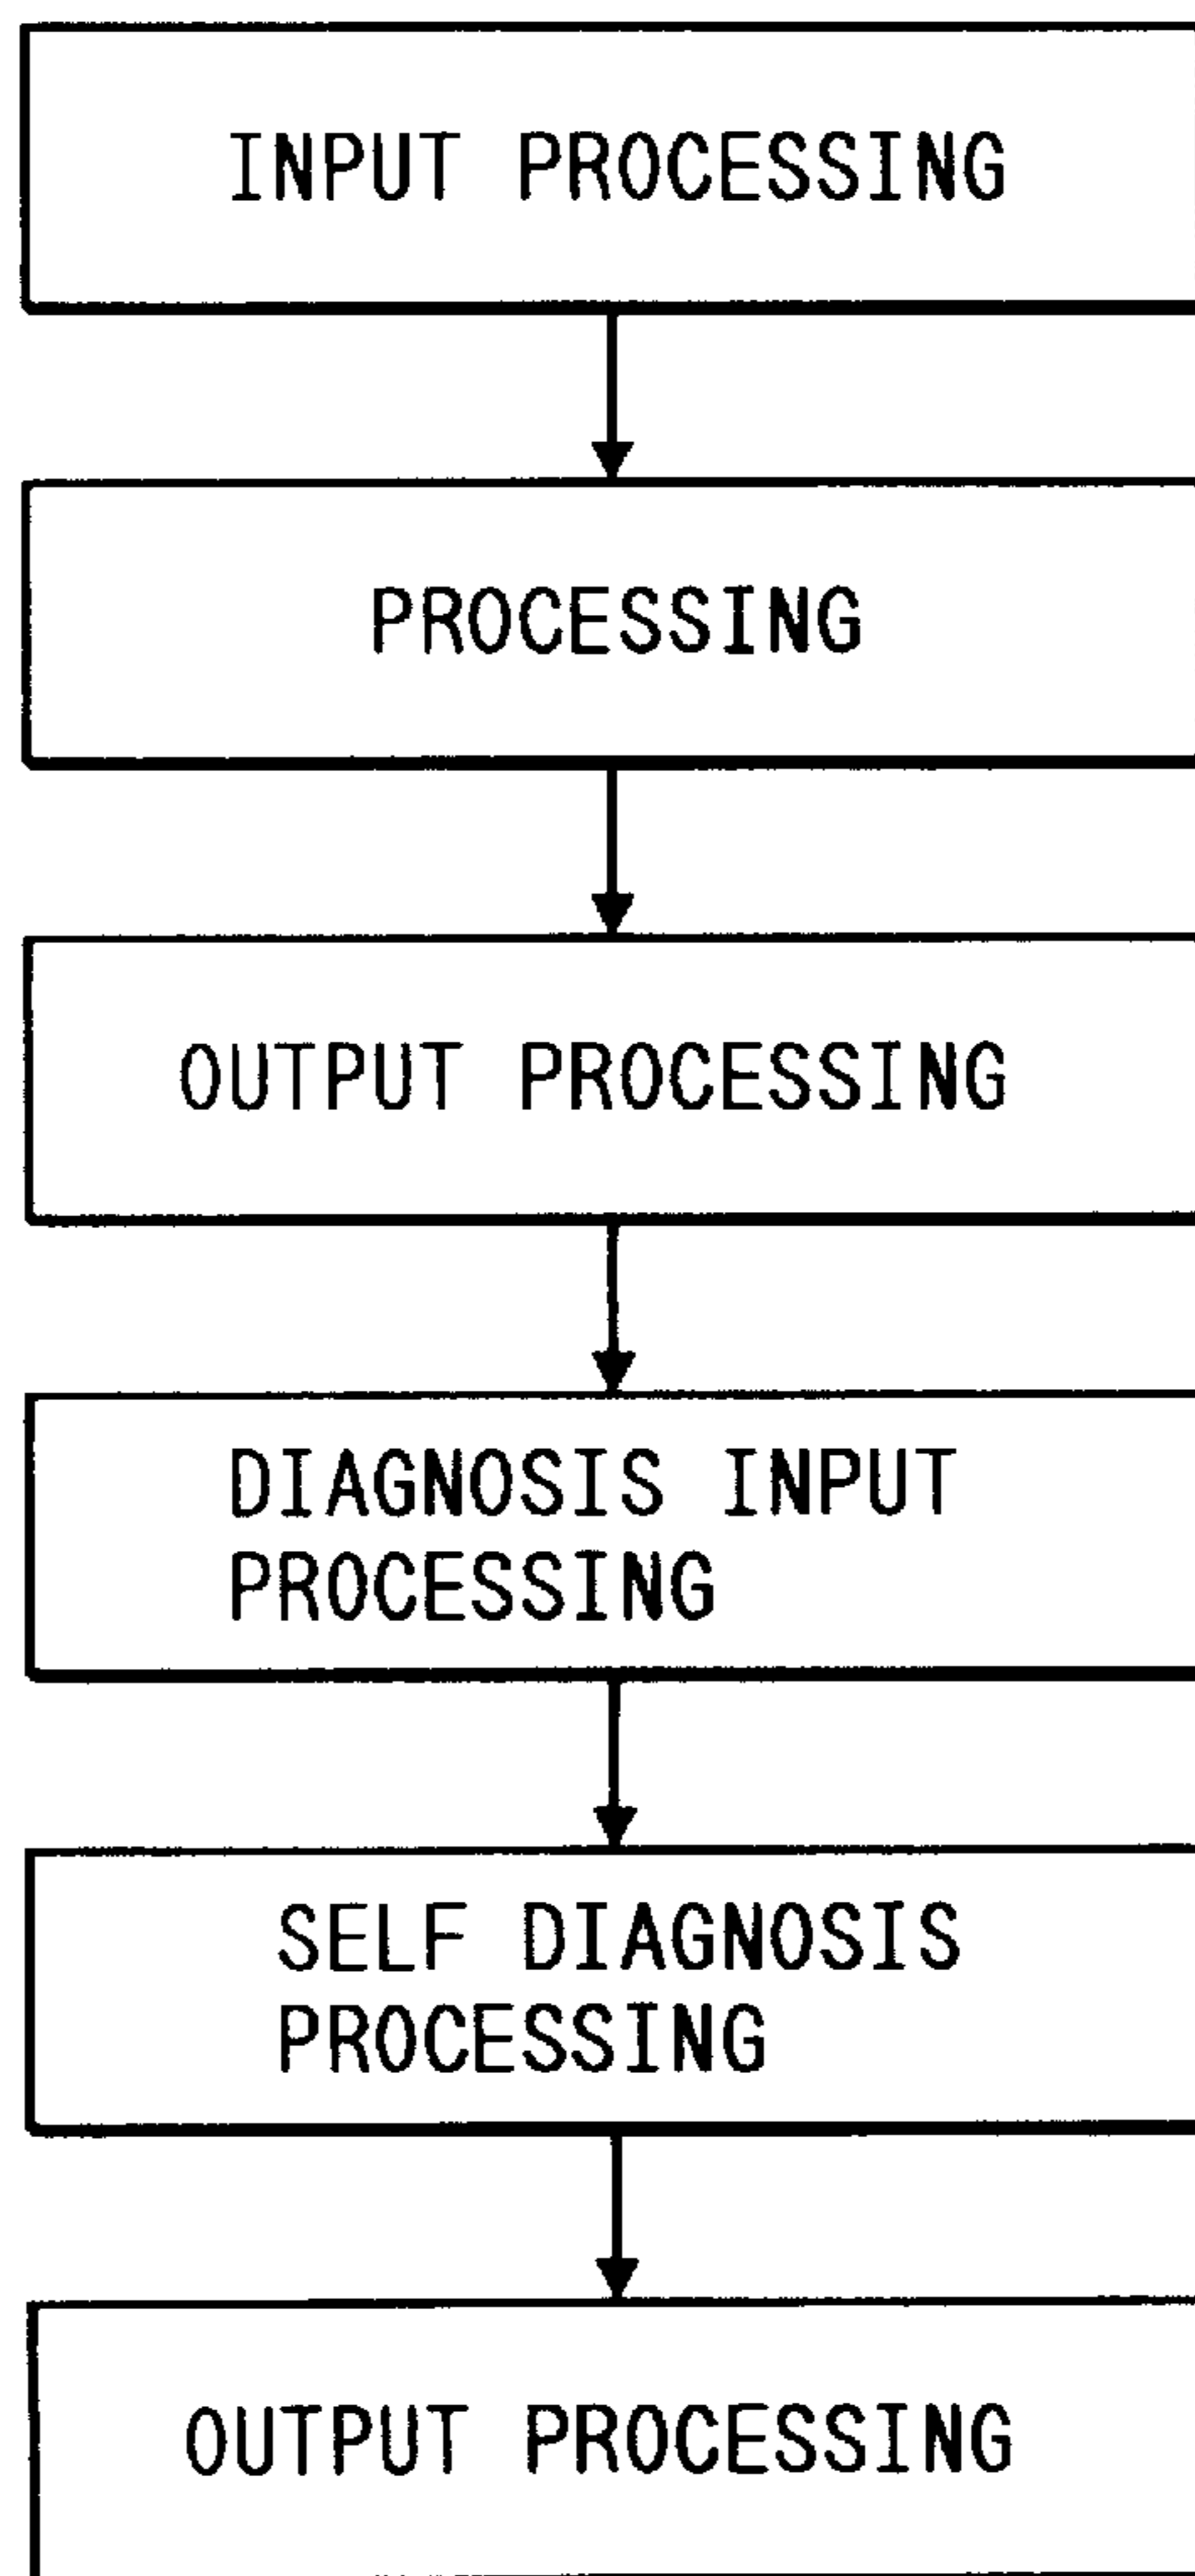 INPUT PROCESSING
PROCESSING
OUTPUT PROCESSING
DIAGNOSIS INPUT
PROCESSING
SELF DIAGNOSIS
PROCESSING
OUTPUT PROCESSING